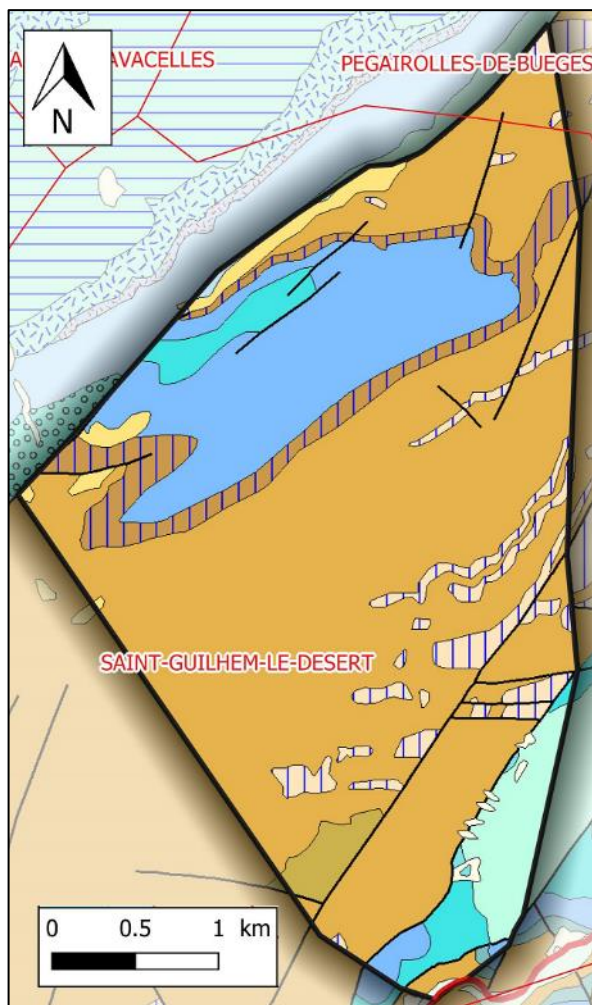 AVACELLES
PEGAIROLLES-DE-BUEGES
N
SAINT-GUILHEM-LE-DESERT
0 0.5 1 km